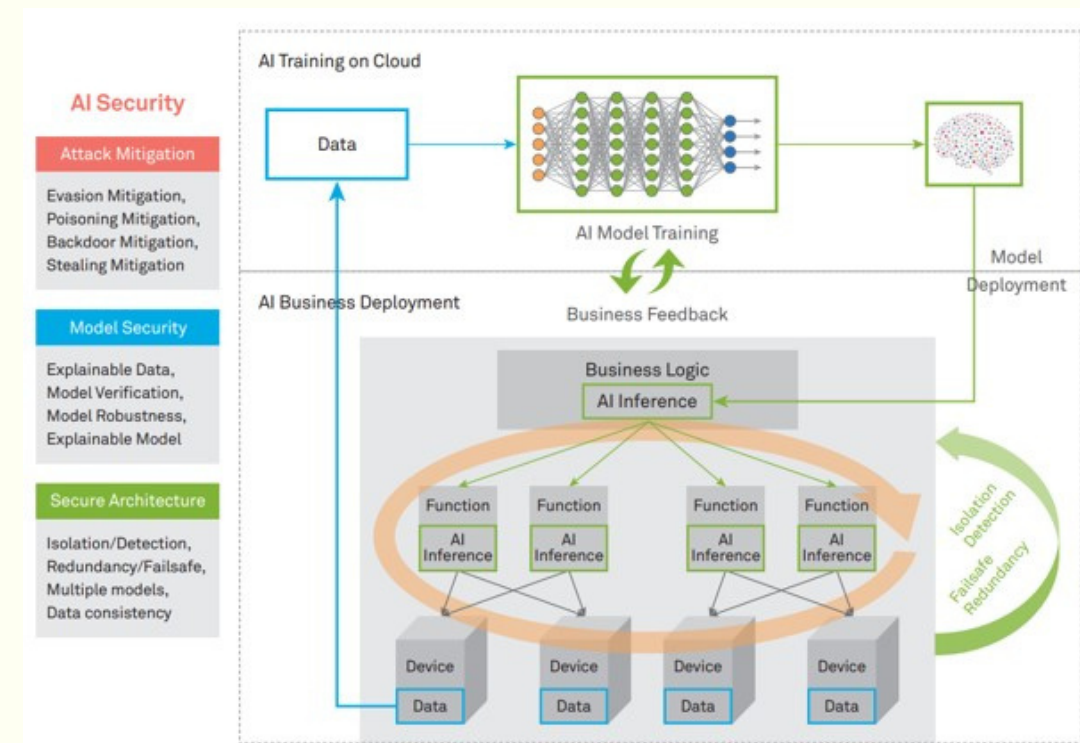 AI Security
Attack Mitigation
Evasion Mitigation,
Poisoning Mitigation,
Backdoor Mitigation,
Stealing Mitigation
Model Security
Explainable Data,
Model Verification,
Model Robustness,
Explainable Model
Secure Architecture
Isolation/Detection,
Redundancy/Failsafe,
Multiple models,
Data consistency
AI Training on Cloud
Data
AI Model Training
Model
Deployment
AI Business Deployment
Business Feedback
Business Logic
AI Inference
Function
AI
Inference
Function
AI
Inference
Function
AI
Inference
Function
AI
Inference
Isolation
Detection
Failsafe
Redundancy
Device
Data
Device
Data
Device
Data
Device
Data